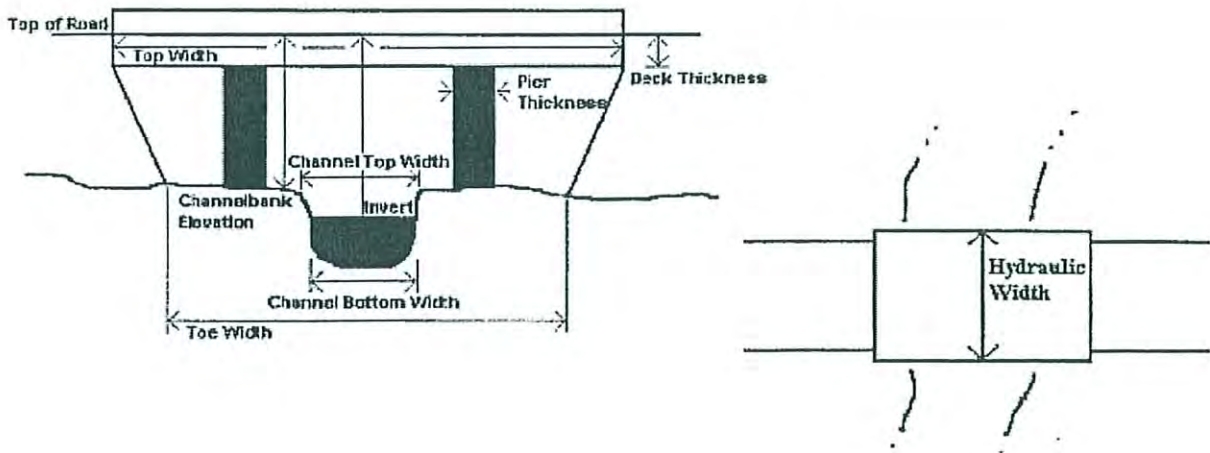 Top of Road
Top Width
Deck Thickness
Pier
Thickness
Channel Top Width
Channelbank
Elevation
Invert
Channel Bottom Width
Toe Width
Hydraulic
Width